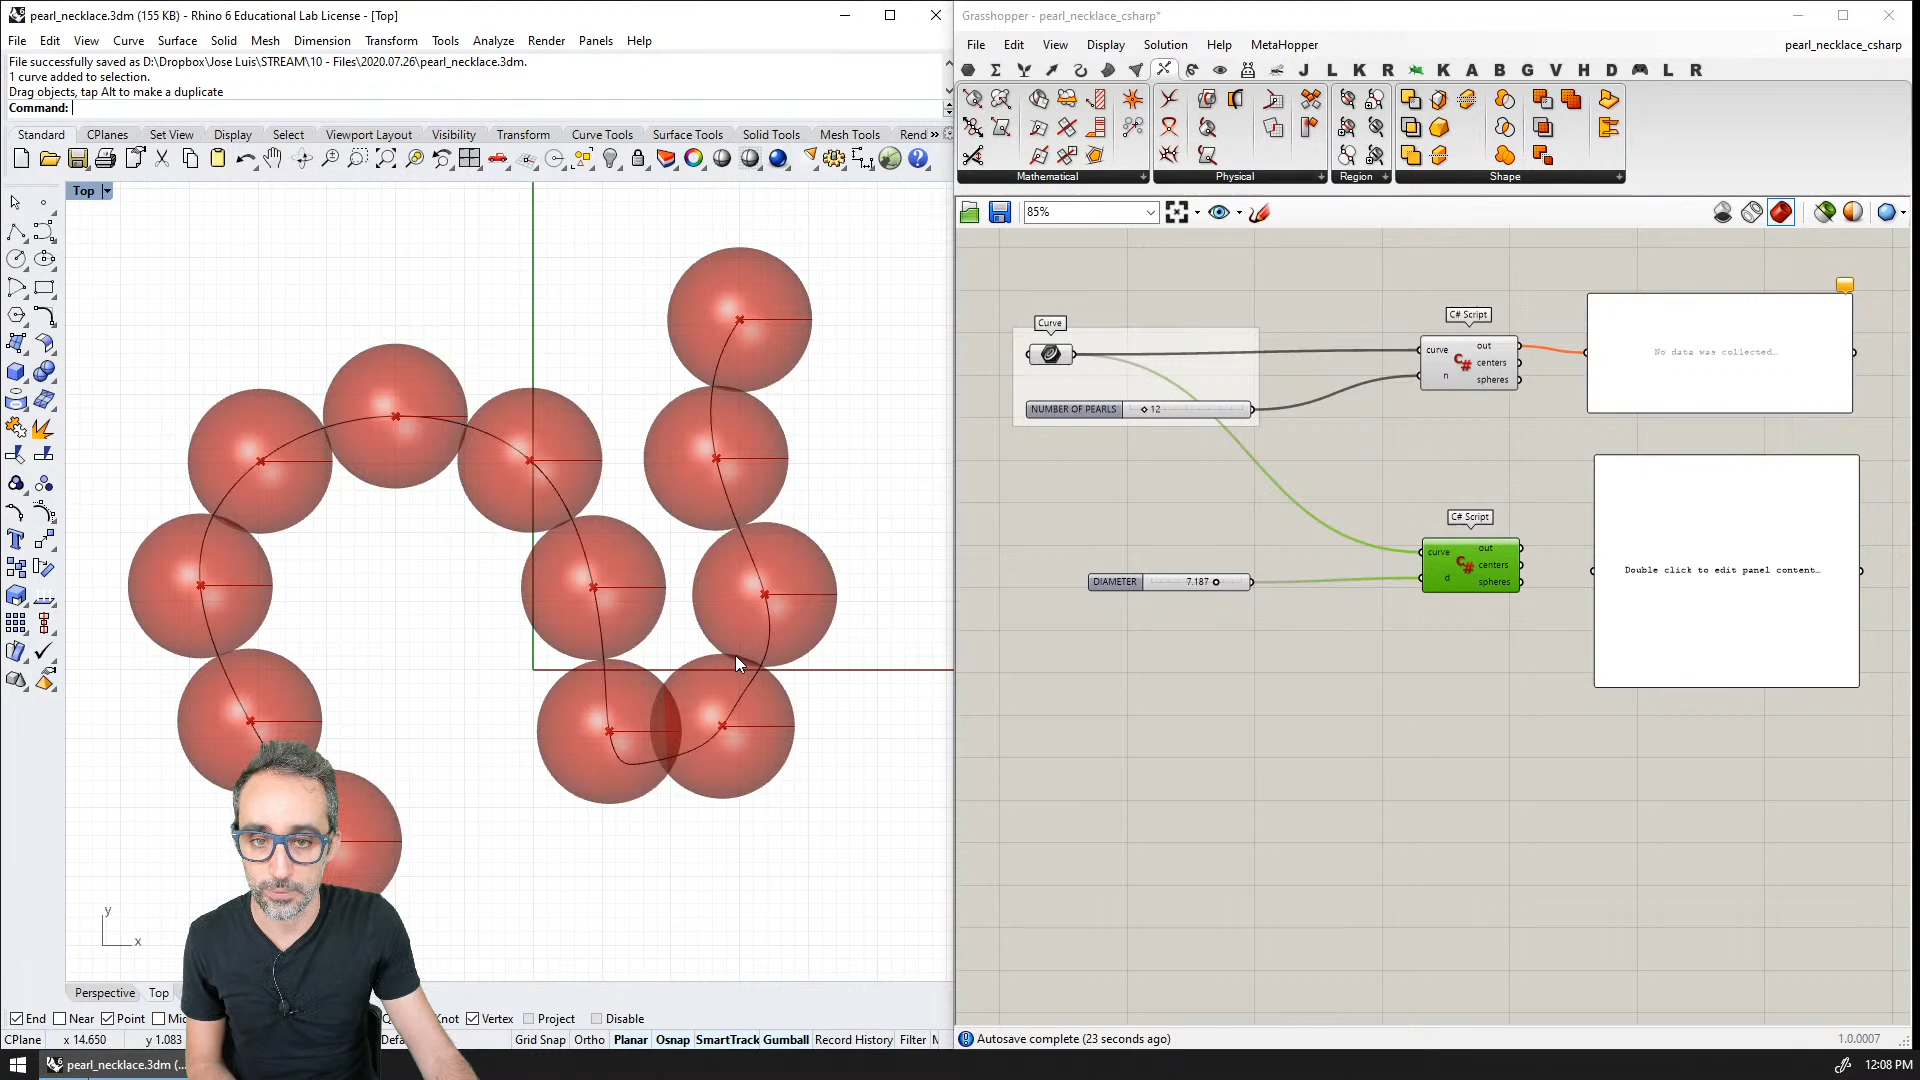 pearl_necklace.3dm (155 KB) - Rhino 6 Educational Lab License - [Top]
File Edit View Curve Surface Solid Mesh Dimension Transform Tools Analyze Render Panels Help
File successfully saved as D:\Dropbox\Jose Luis\STREAM\10 - Files\2020.07.26\pearl_necklace.3dm.
1 curve added to selection.
Drag objects, tap Alt to make a duplicate
Command:
Standard CPlanes Set View Display Select Viewport Layout Visibility Transform Curve Tools Surface Tools Solid Tools Mesh Tools Rend »
Top
y
x
Perspective Top
End Near Point Mid Knot Vertex Project Disable
CPlane x 14.650 y 1.083 Defa Grid Snap Ortho Planar Osnap SmartTrack Gumball Record History Filter M
pearl_necklace.3dm (...
Grasshopper - pearl_necklace_csharp*
File Edit View Display Solution Help MetaHopper pearl_necklace_csharp
J L K R K A B G V H D L R
Mathematical Physical Region Shape
85%
Curve
NUMBER OF PEARLS 12
C# Script
curve n out centers spheres
No data was collected...
C# Script
curve d out centers spheres
DIAMETER 7.187
Double click to edit panel content...
Autosave complete (23 seconds ago)
1.0.0007
12:08 PM